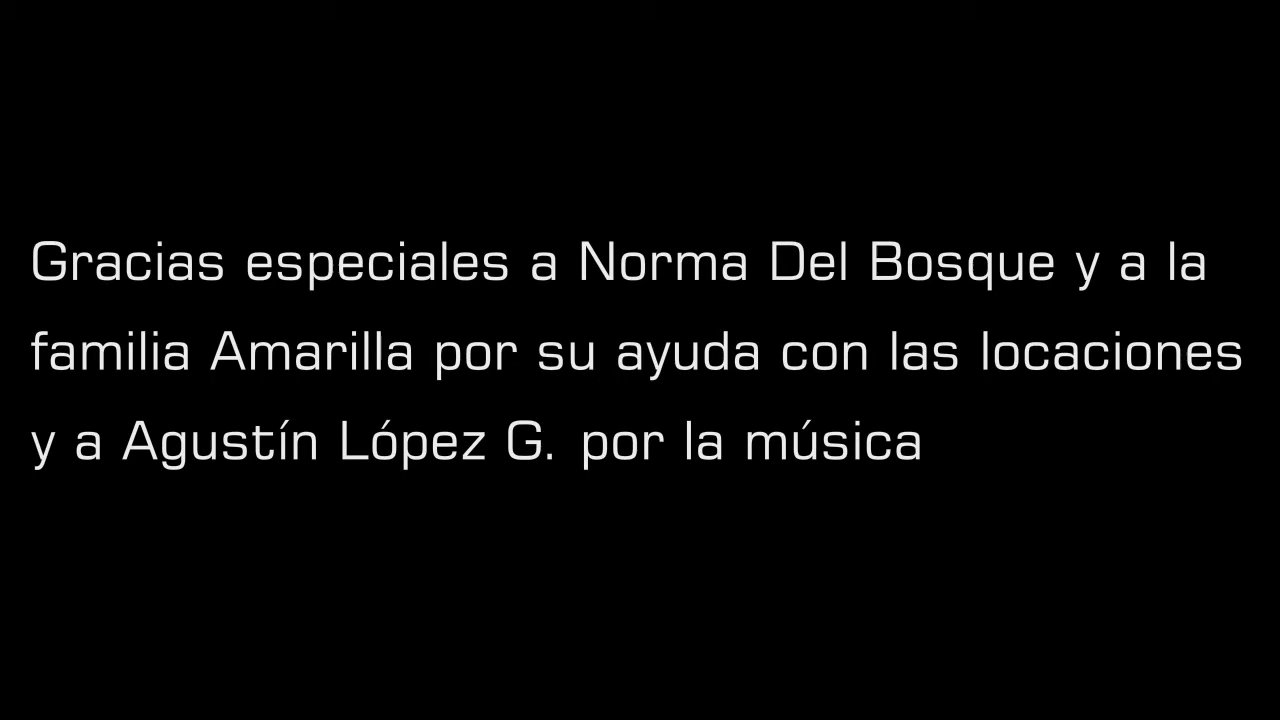 Gracias especiales a Norma Del Bosque y a la
familia Amarilla por su ayuda con las locaciones
y a Agustín López G. por la música